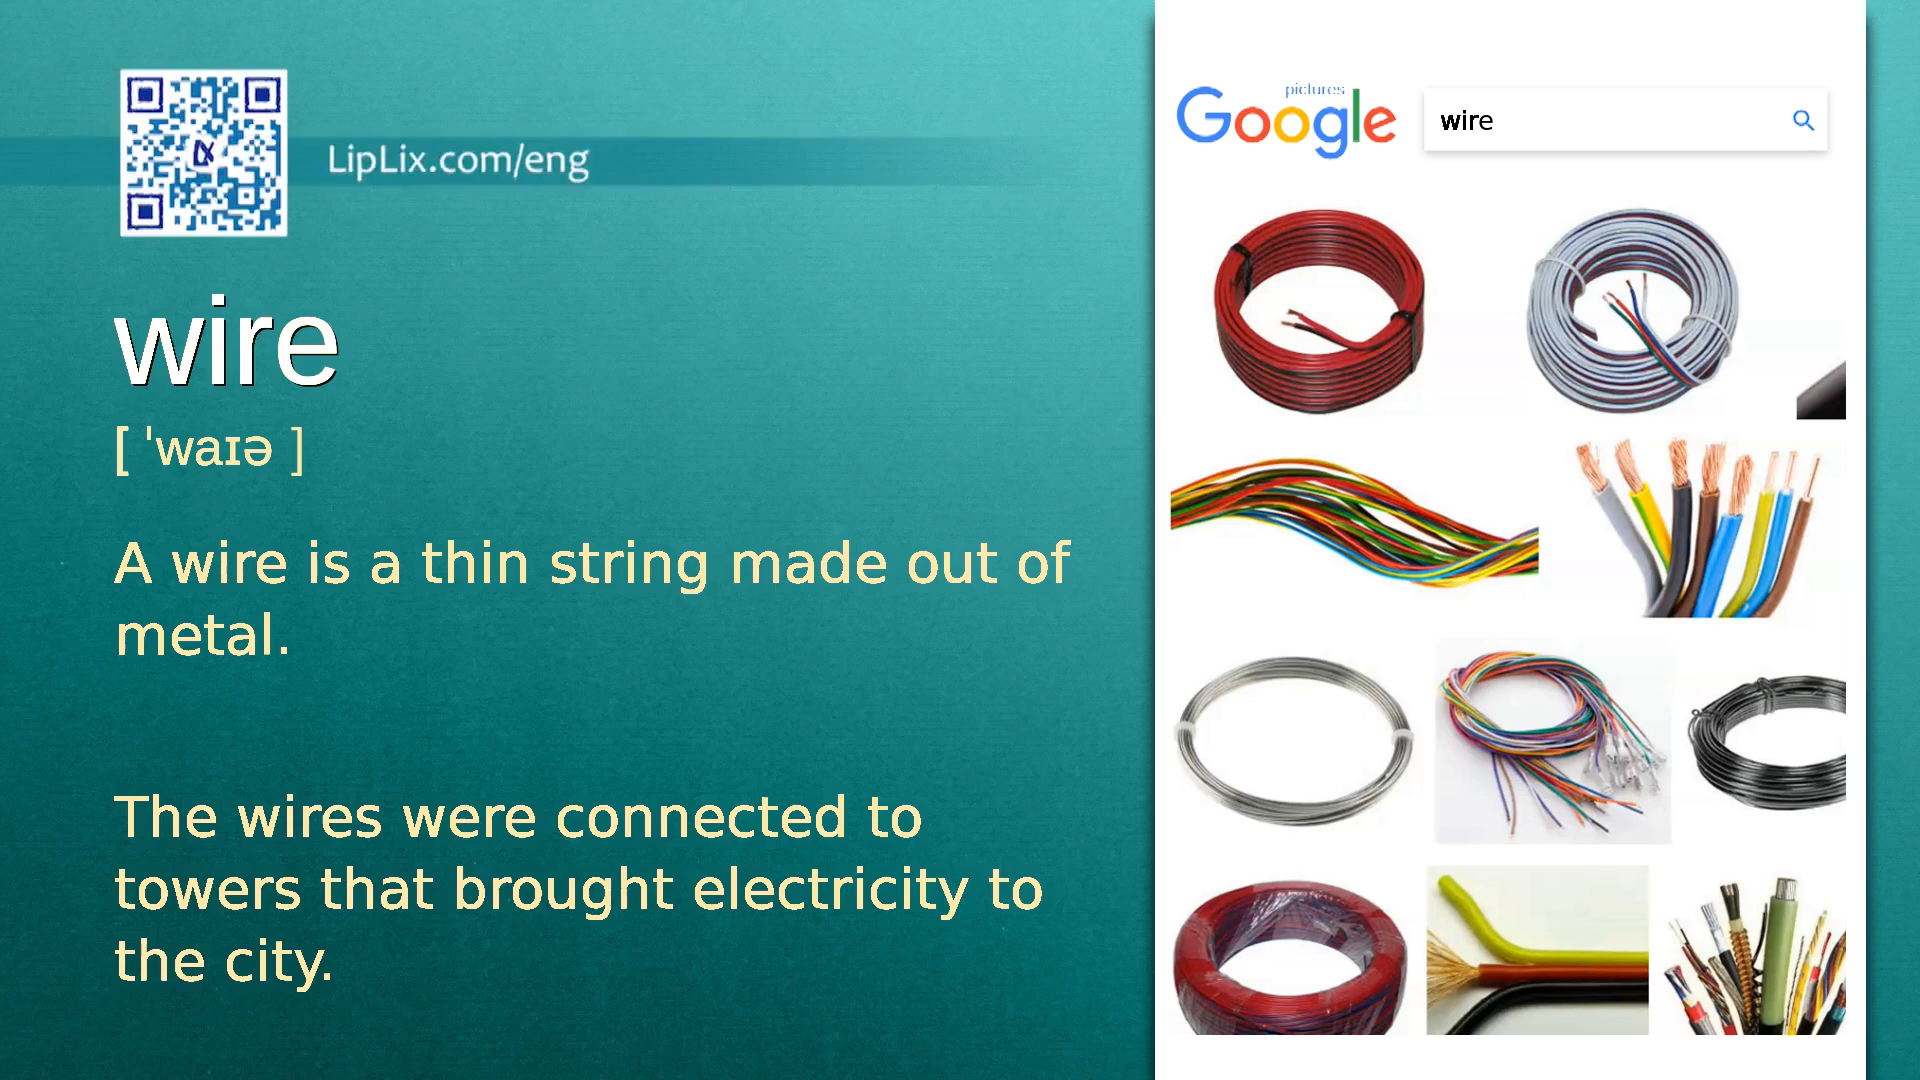 LipLix.com/eng
wire
[ ˈwaɪə ]
A wire is a thin string made out of
metal.
The wires were connected to
towers that brought electricity to
the city.
pictures
Google
wire